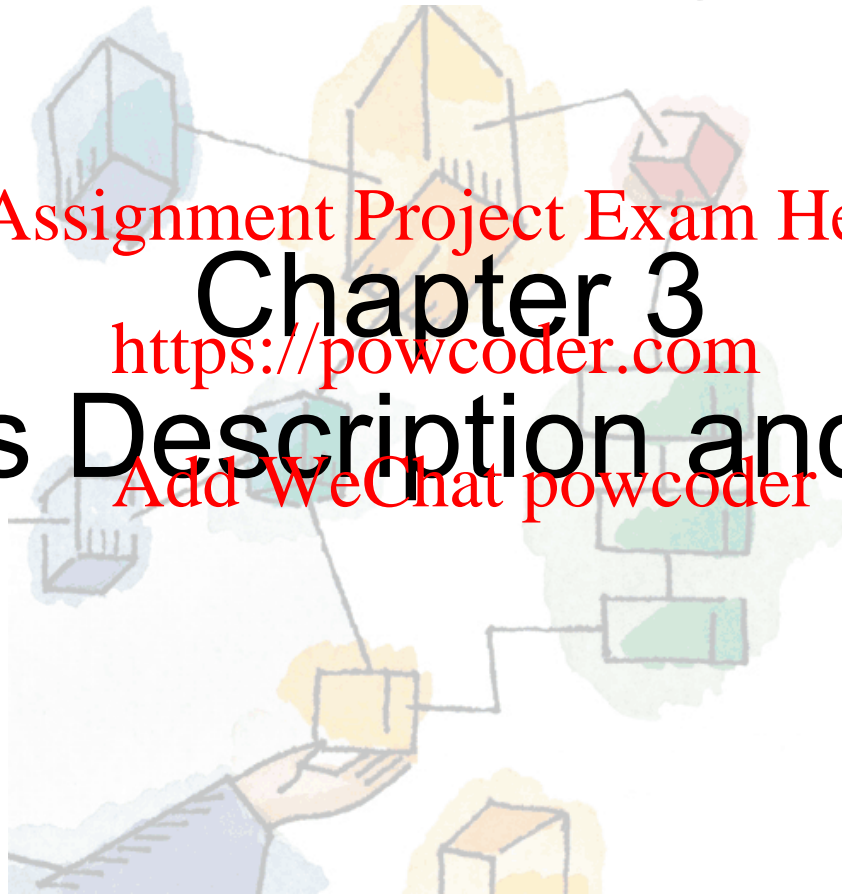 Assignment Project Exam He
Chapter 3
https://powcoder.com
s Description and
Add WeChat powcoder